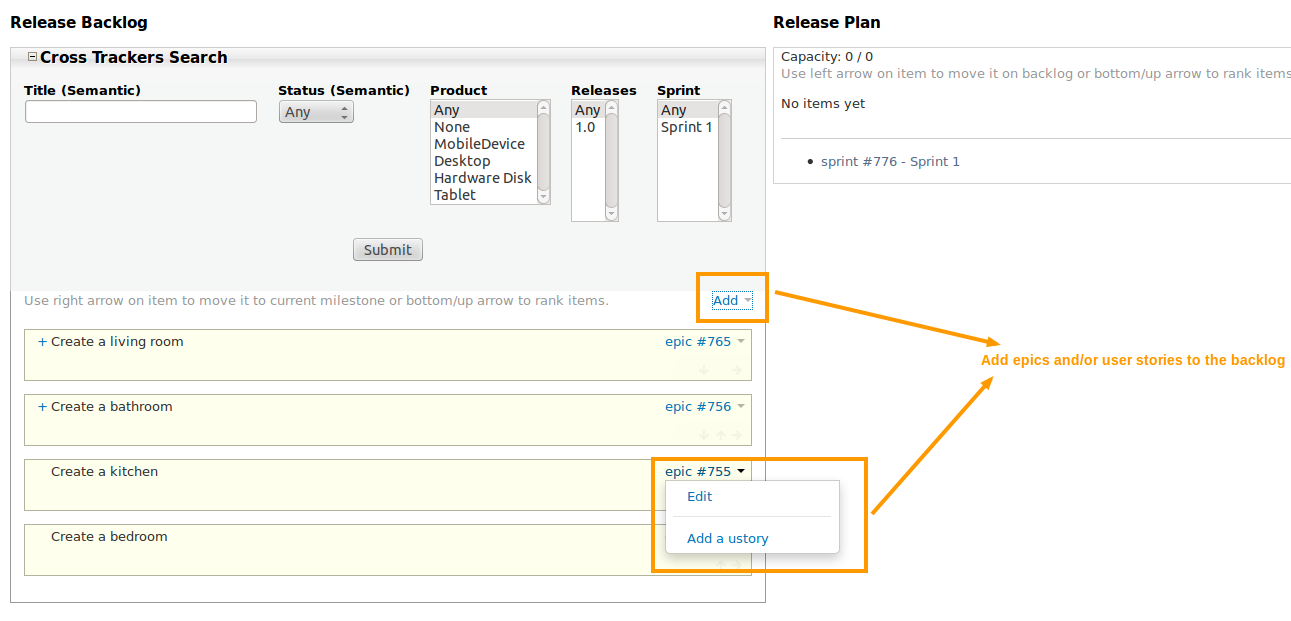 Release Backlog
Cross Trackers Search
Title (Semantic)
Status (Semantic)
Any
Product
Any
None
MobileDevice
Desktop
Hardware Disk
Tablet
Releases
Any
1.0
Sprint
Any
Sprint 1
Submit
Use right arrow on item to move it to current milestone or bottom/up arrow to rank items.
Add
+ Create a living room epic #765
+ Create a bathroom epic #756
Create a kitchen epic #755
Edit
Add a ustory
Create a bedroom
Release Plan
Capacity: 0 / 0
Use left arrow on item to move it on backlog or bottom/up arrow to rank items
No items yet
• sprint #776 - Sprint 1
Add epics and/or user stories to the backlog